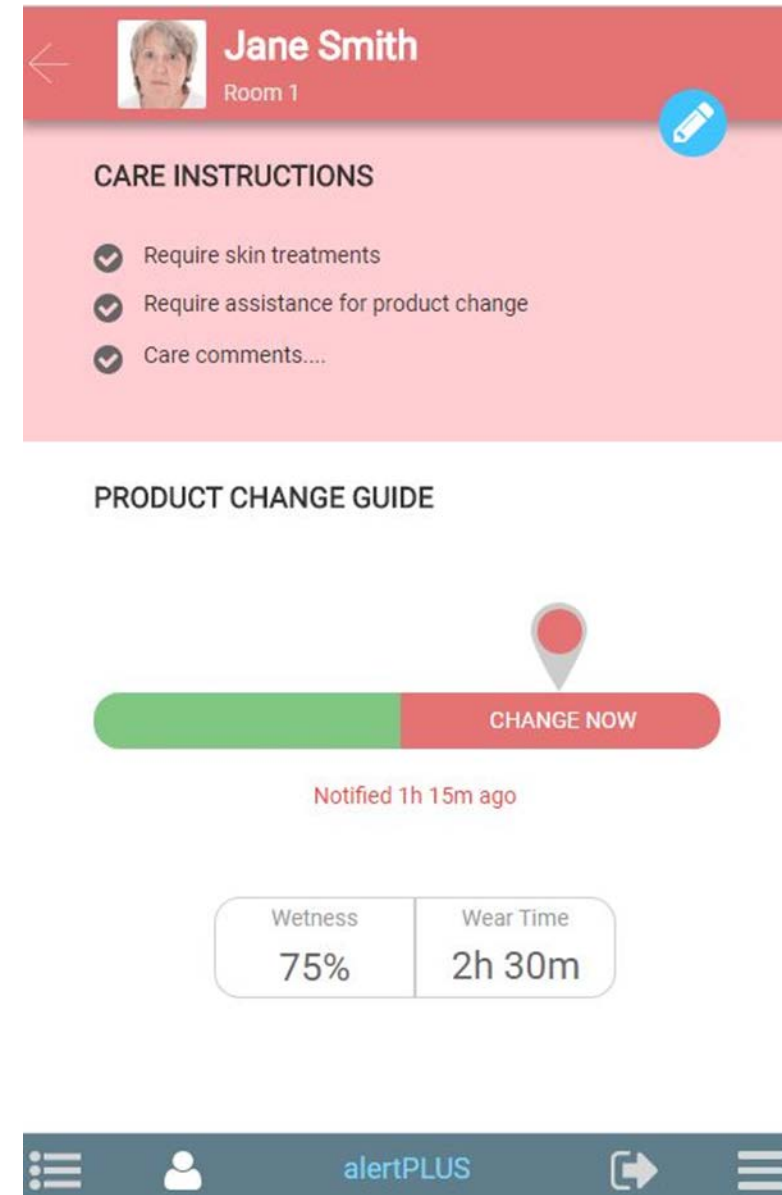 Jane Smith
Room 1
CARE INSTRUCTIONS
Require skin treatments
Require assistance for product change
Care comments....
PRODUCT CHANGE GUIDE
CHANGE NOW
Notified 1h 15m ago
Wetness Wear Time
75% 2h 30m
alertPLUS